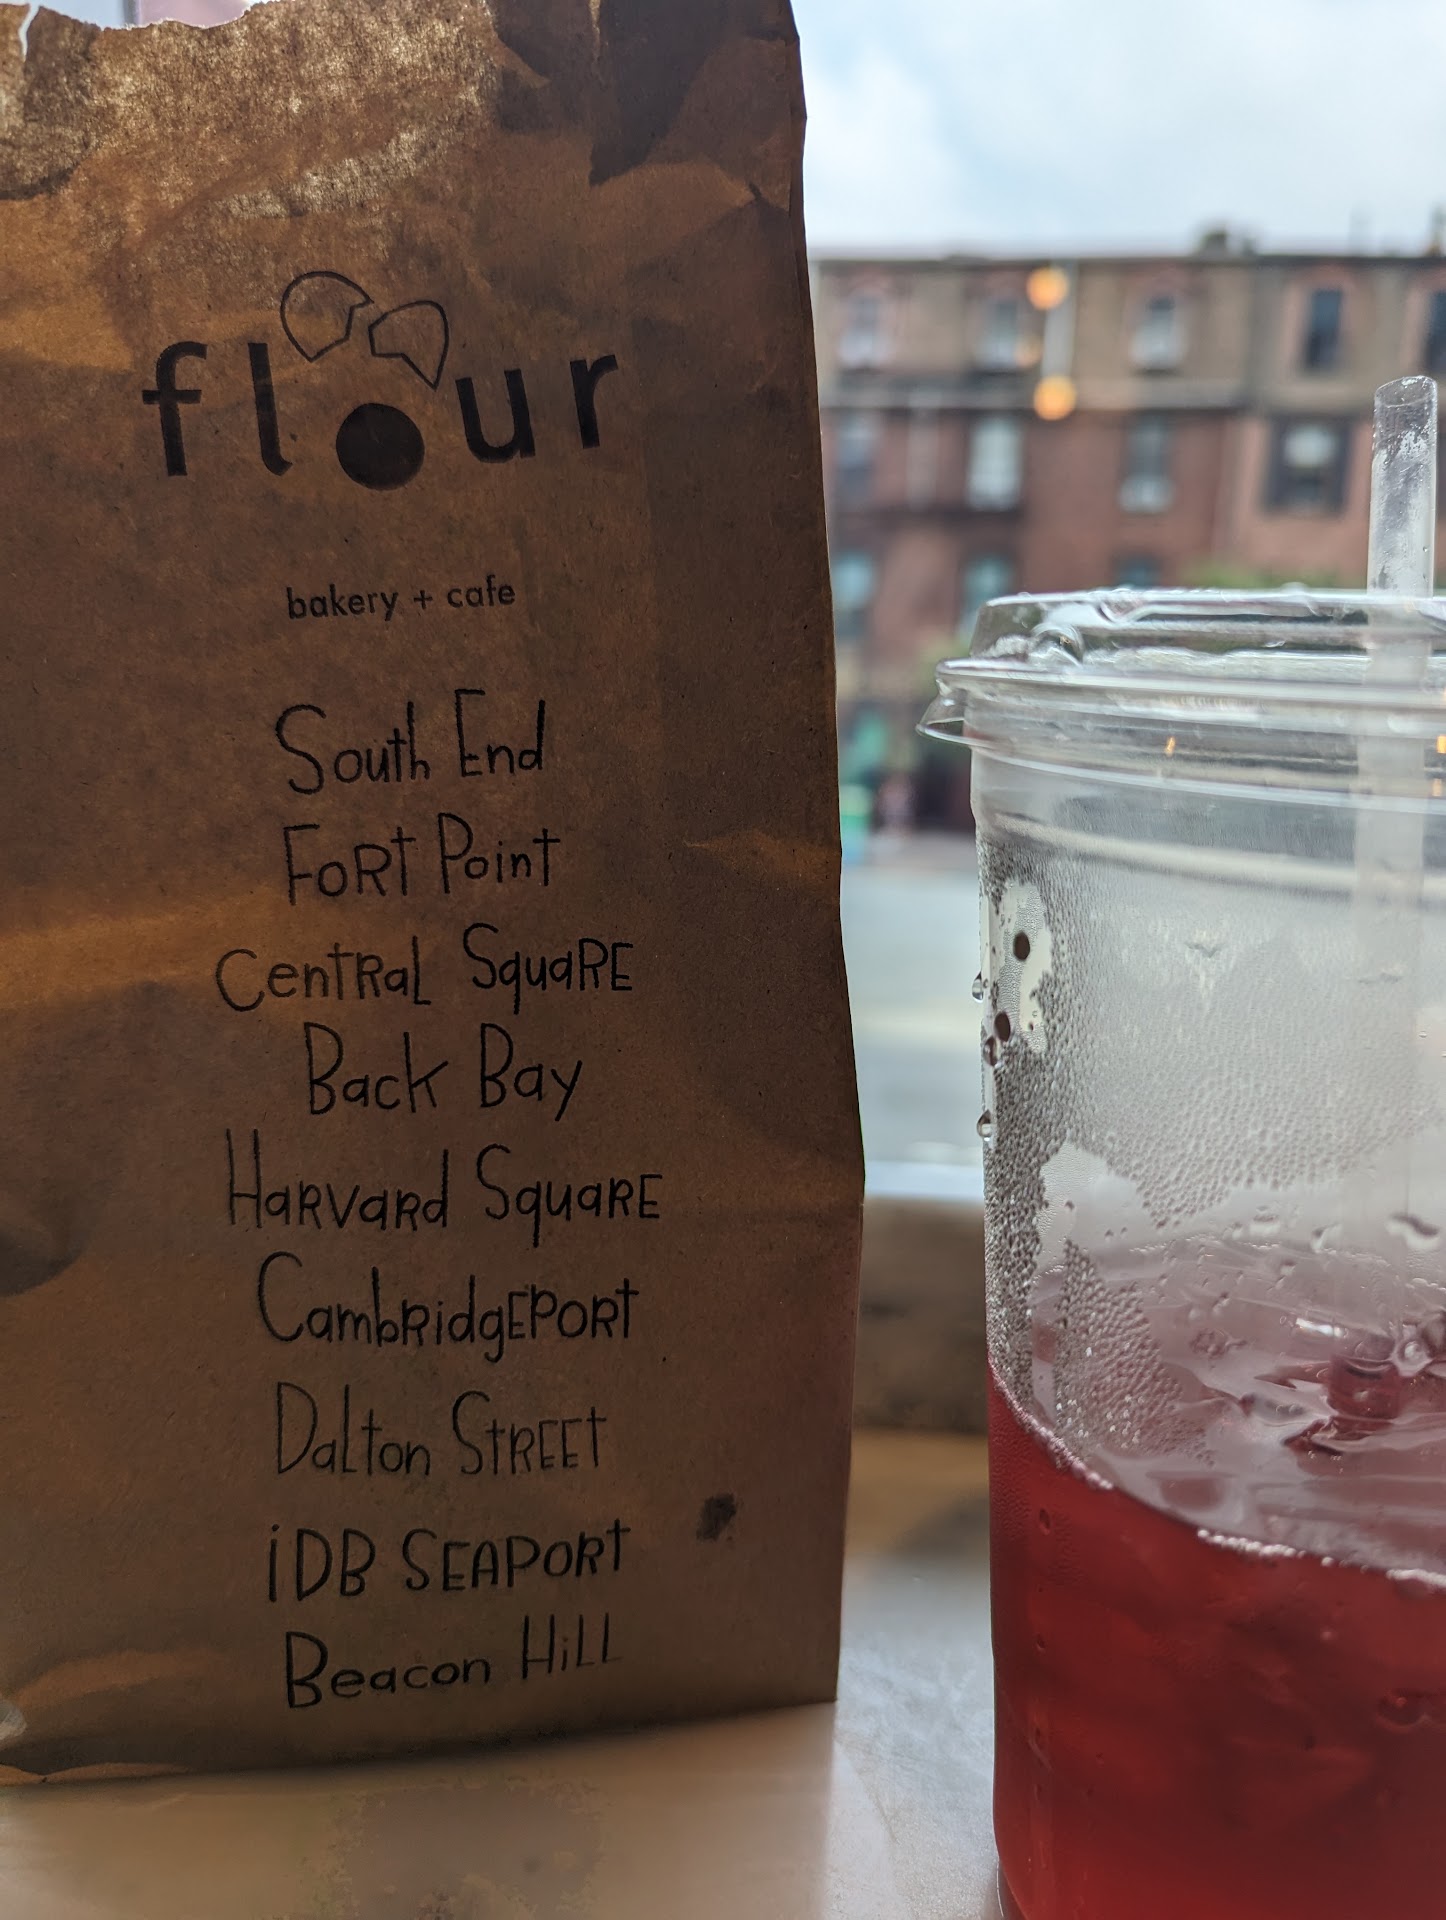 flour
bakery + cafe
South End
FoRT Point
CentRaL SquaRE
Back Bay
HaRvaRd SquaRE
CambRidgEPORT
DaLton STREET
iDB SEAPORT
Beacon HiLL